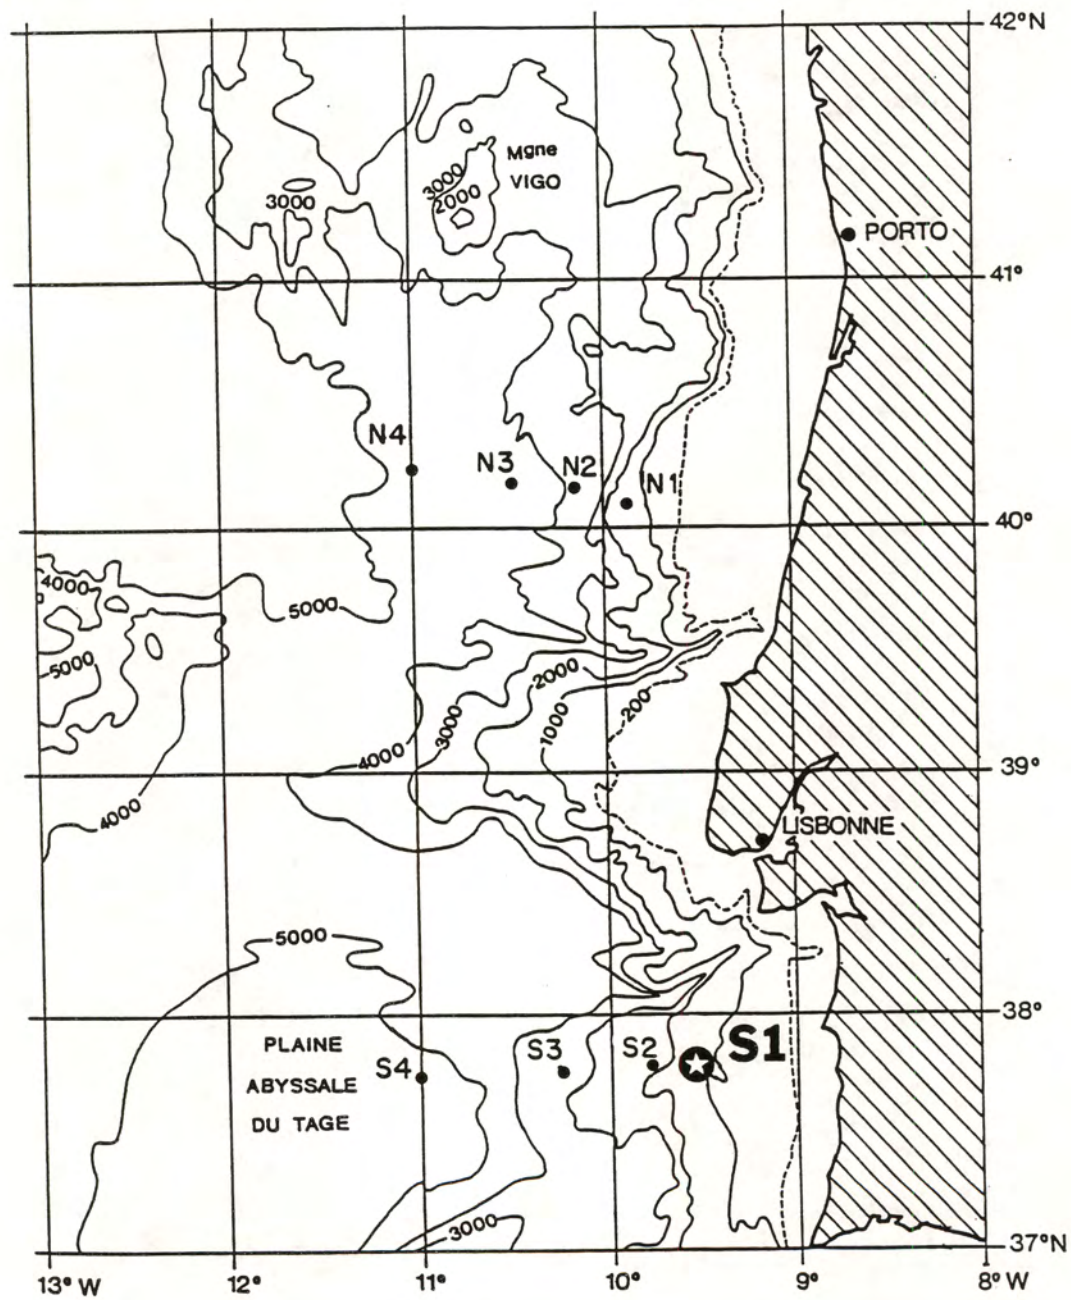 42°N
Mgne
VIGO
3000
2000
3000
PORTO
41°
N4
N3
N2
N1
40°
4000
5000
5000
2000
200
3000
1000
4000
39°
4000
LISBONNE
5000
38°
PLAINE
ABYSSALE
DU TAGE
S4
S3
S2
S1
3000
37°N
13°W
12°
11°
10°
9°
8°W